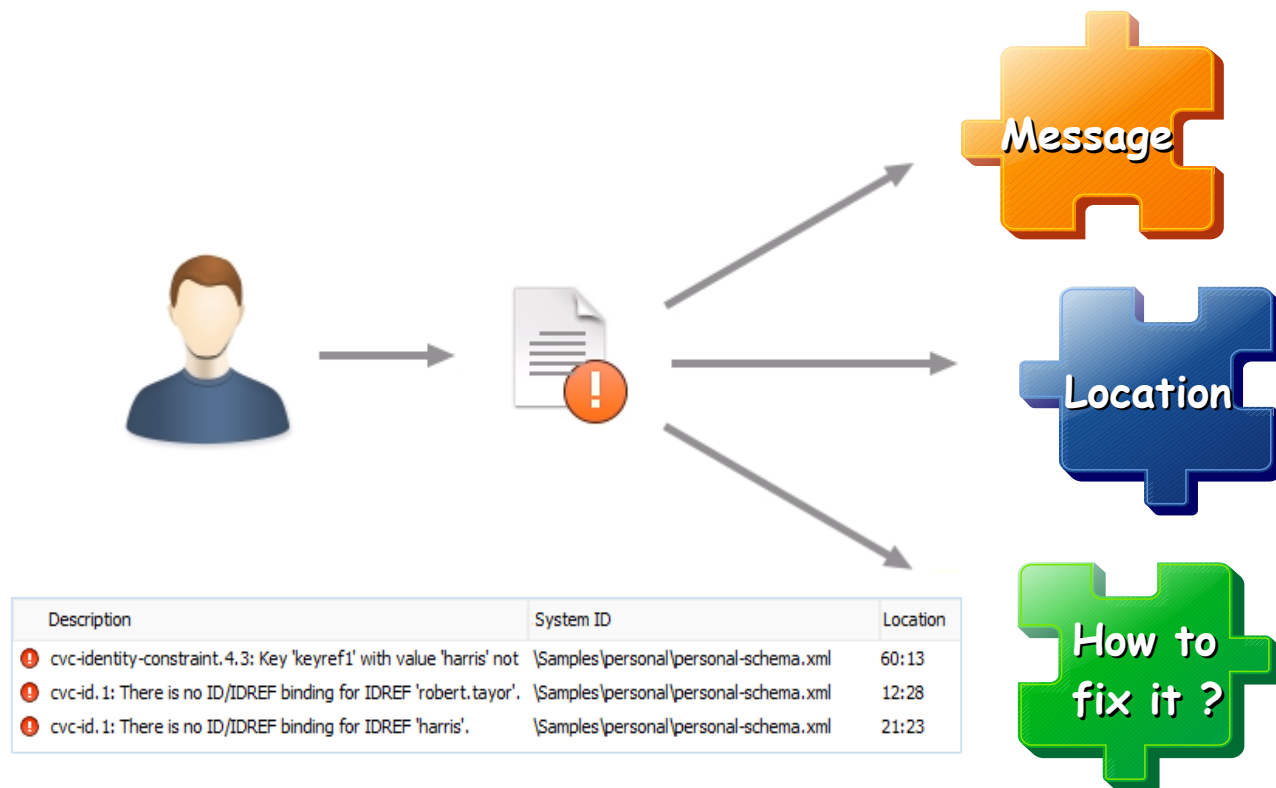 Message
Location
How to
fix it ?
Description System ID Location
cvc-identity-constraint.4.3: Key 'keyref1' with value 'harris' not \Samples\personal\personal-schema.xml 60:13
cvc-id.1: There is no ID/IDREF binding for IDREF 'robert.tayor'. \Samples\personal\personal-schema.xml 12:28
cvc-id.1: There is no ID/IDREF binding for IDREF 'harris'. \Samples\personal\personal-schema.xml 21:23